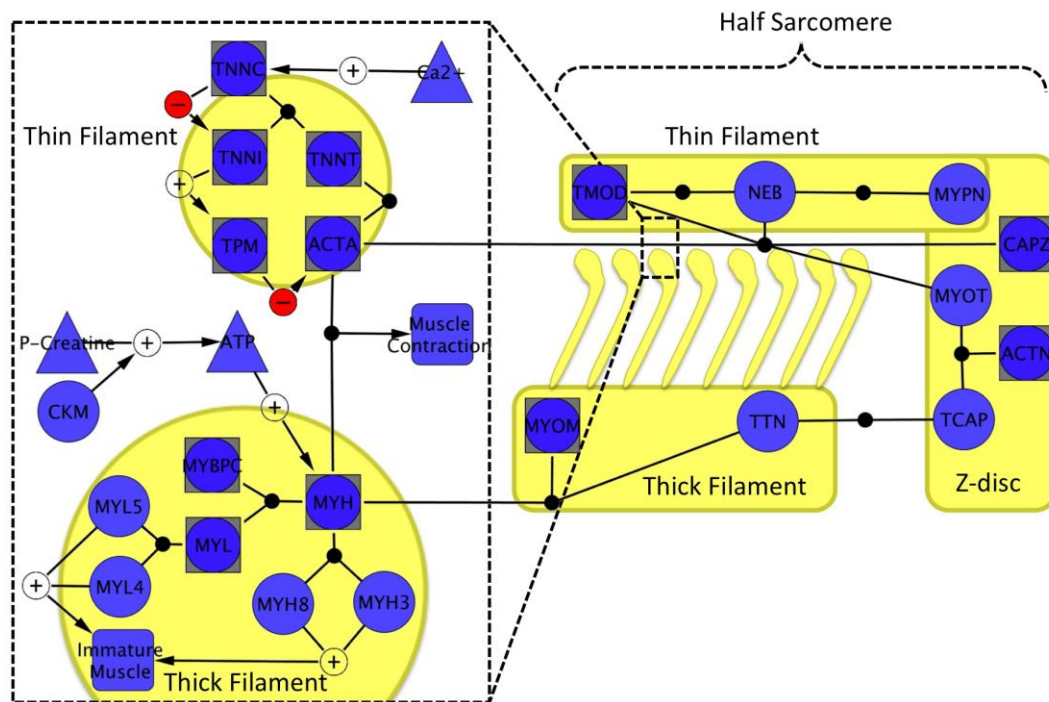 Half Sarcomere
TNNC
+
Ca2+
−
Thin Filament
TNNI
TNNT
+
TPM
ACTA
−
P-Creatine
+
ATP
Muscle
Contraction
CKM
+
MYBPC
MYH
MYL5
MYL
MYL4
+
MYH8
MYH3
Immature
Muscle
+
Thick Filament
Thin Filament
TMOD
NEB
MYPN
CAPZ
MYOT
ACTN
MYOM
TTN
TCAP
Thick Filament
Z-disc